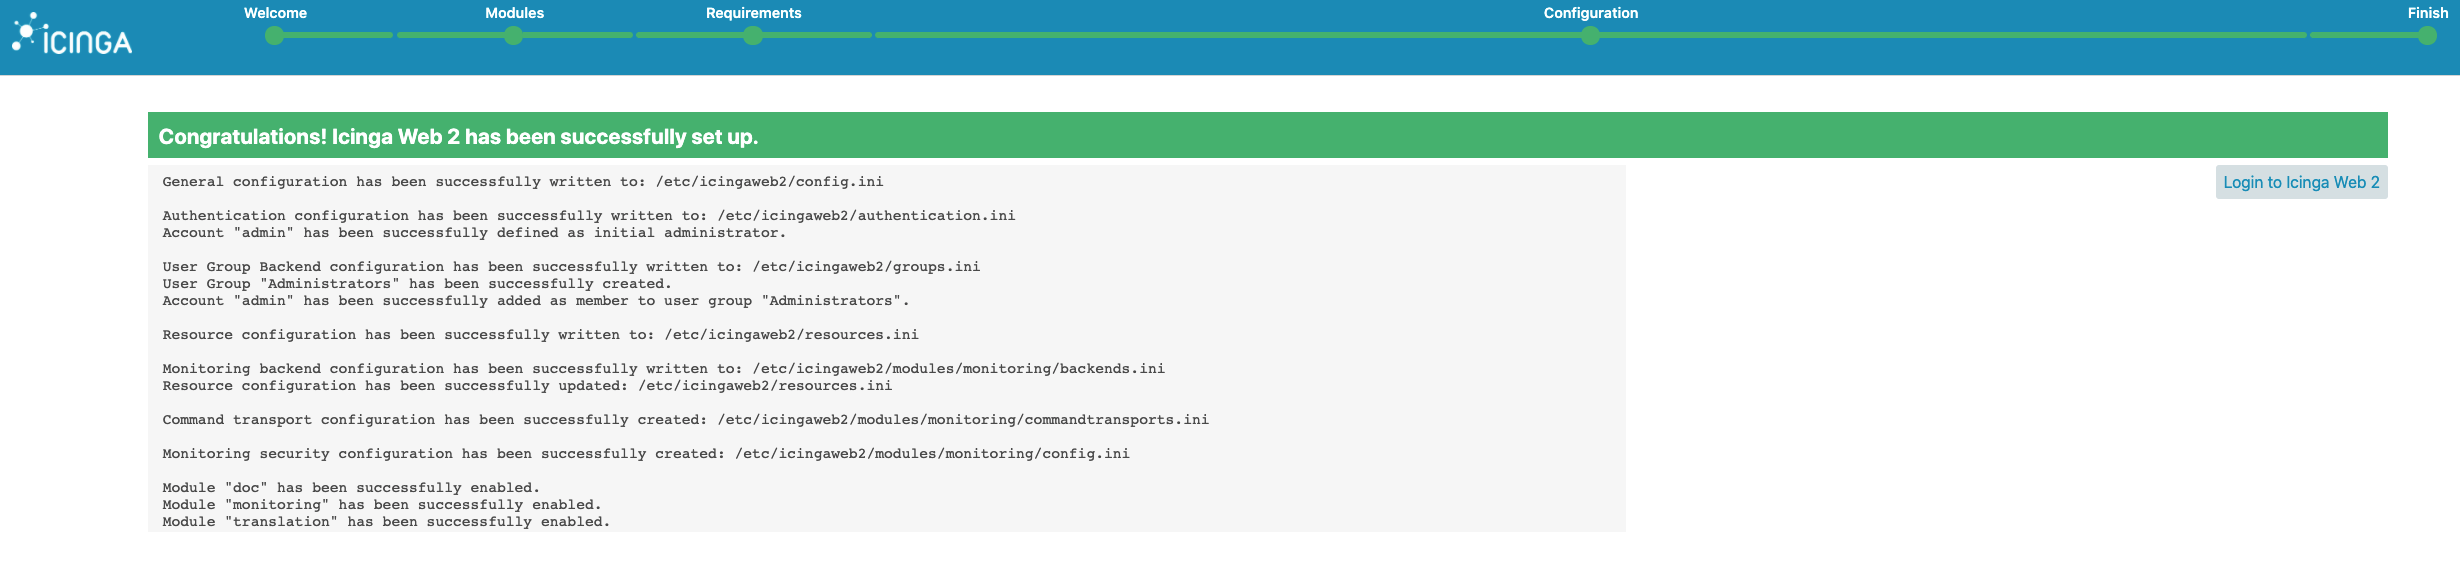 Welcome
Modules
Requirements
Configuration
Finish
ICINGA
Congratulations! Icinga Web 2 has been successfully set up.
General configuration has been successfully written to: /etc/icingaweb2/config.ini
Login to Icinga Web 2
Authentication configuration has been successfully written to: /etc/icingaweb2/authentication.ini
Account "admin" has been successfully defined as initial administrator.
User Group Backend configuration has been successfully written to: /etc/icingaweb2/groups.ini
User Group "Administrators" has been successfully created.
Account "admin" has been successfully added as member to user group "Administrators".
Resource configuration has been successfully written to: /etc/icingaweb2/resources.ini
Monitoring backend configuration has been successfully written to: /etc/icingaweb2/modules/monitoring/backends.ini
Resource configuration has been successfully updated: /etc/icingaweb2/resources.ini
Command transport configuration has been successfully created: /etc/icingaweb2/modules/monitoring/commandtransports.ini
Monitoring security configuration has been successfully created: /etc/icingaweb2/modules/monitoring/config.ini
Module "doc" has been successfully enabled.
Module "monitoring" has been successfully enabled.
Module "translation" has been successfully enabled.